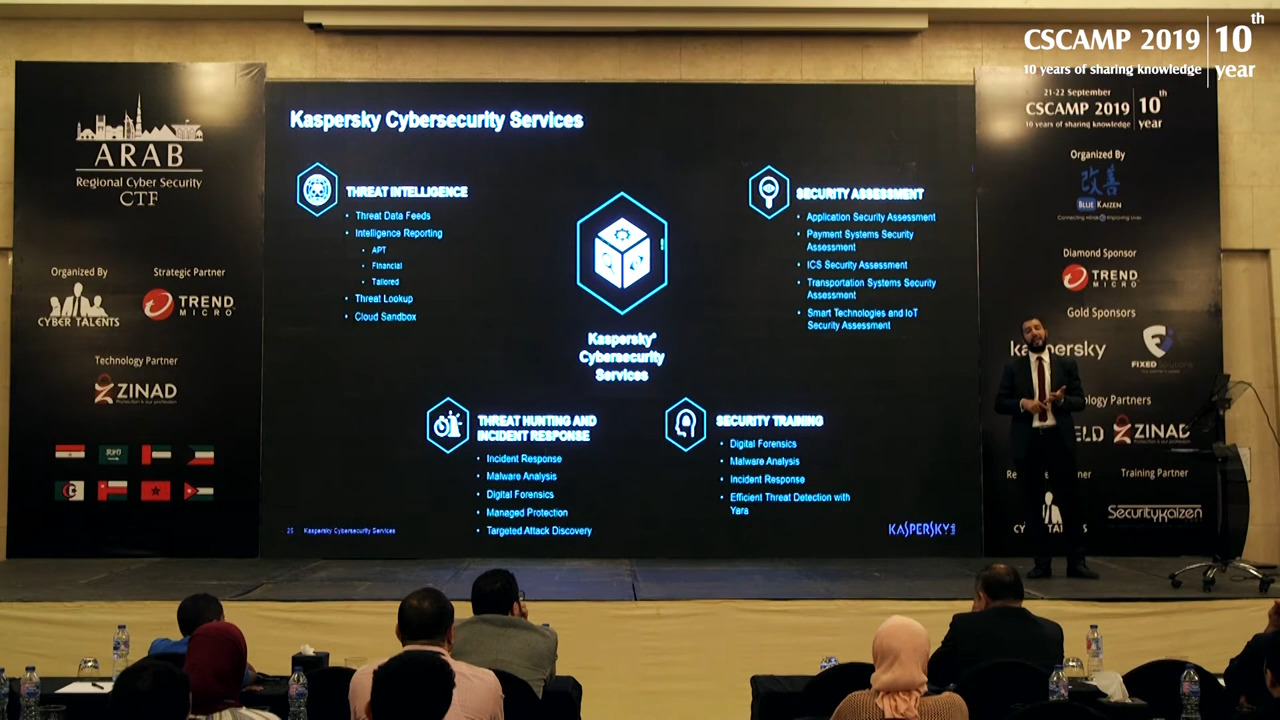 CSCAMP 2019
10 years of sharing knowledge
10th
year
ARAB
Regional Cyber Security
CTF
Organized By
CYBER TALENTS
Strategic Partner
TREND
MICRO
Technology Partner
ZINAD
Kaspersky Cybersecurity Services
THREAT INTELLIGENCE
• Threat Data Feeds
• Intelligence Reporting
• APT
• Financial
• Tailored
• Threat Lookup
• Cloud Sandbox
SECURITY ASSESSMENT
• Application Security Assessment
• Payment Systems Security
Assessment
• ICS Security Assessment
• Transportation Systems Security
Assessment
• Smart Technologies and IoT
Security Assessment
Kaspersky®
Cybersecurity
Services
THREAT HUNTING AND
INCIDENT RESPONSE
• Incident Response
• Malware Analysis
• Digital Forensics
• Managed Protection
• Targeted Attack Discovery
SECURITY TRAINING
• Digital Forensics
• Malware Analysis
• Incident Response
• Efficient Threat Detection with
Yara
25 Kaspersky Cybersecurity Services
KASPERSKY
21-22 September
CSCAMP 2019
10 years of sharing knowledge
10th
year
Organized By
改善
BLUE KAIZEN
Diamond Sponsor
TREND
MICRO
Gold Sponsors
kaspersky
FIXED Solutions
Partners
ELD
ZINAD
Training Partner
Securitykaizen